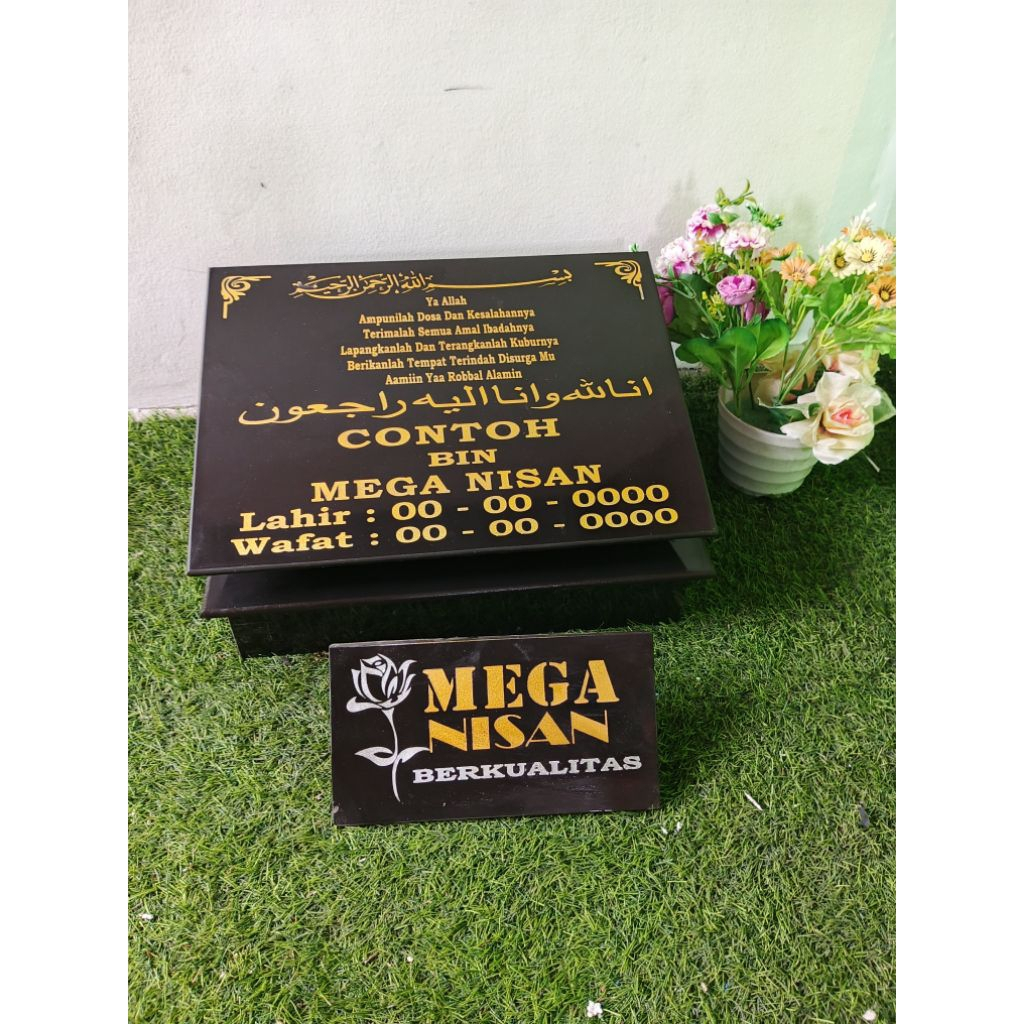 بسم الله الرحمن الرحيم
Ya Allah
Ampunilah Dosa Dan Kesalahannya
Terimalah Semua Amal Ibadahnya
Lapangkanlah Dan Terangkanlah Kuburnya
Berikanlah Tempat Terindah Disurga Mu
Aamiin Yaa Robbal Alamin
انالله وانااليه راجعون
CONTOH
BIN
MEGA NISAN
Lahir : 00 - 00 - 0000
Wafat : 00 - 00 - 0000
MEGA
NISAN
BERKUALITAS